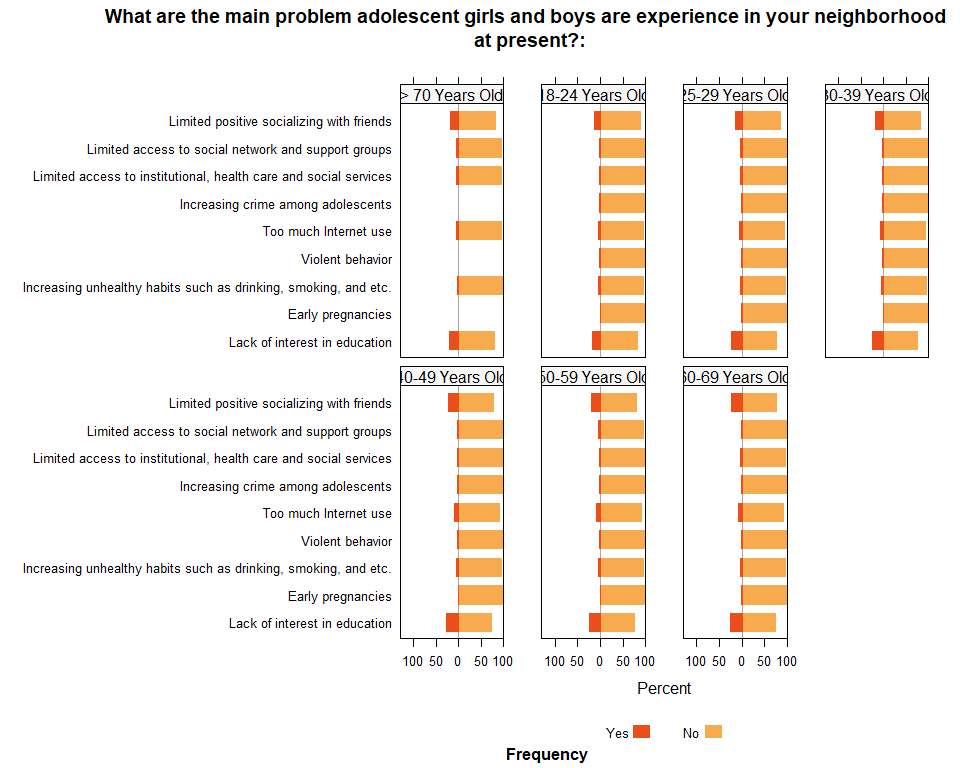 What are the main problem adolescent girls and boys are experience in your neighborhood
at present?:
> 70 Years Old
18-24 Years Old
25-29 Years Old
30-39 Years Old
Limited positive socializing with friends
Limited access to social network and support groups
Limited access to institutional, health care and social services
Increasing crime among adolescents
Too much Internet use
Violent behavior
Increasing unhealthy habits such as drinking, smoking, and etc.
Early pregnancies
Lack of interest in education
40-49 Years Old
50-59 Years Old
60-69 Years Old
Limited positive socializing with friends
Limited access to social network and support groups
Limited access to institutional, health care and social services
Increasing crime among adolescents
Too much Internet use
Violent behavior
Increasing unhealthy habits such as drinking, smoking, and etc.
Early pregnancies
Lack of interest in education
100 50 0 50 100
100 50 0 50 100
100 50 0 50 100
Percent
Yes No
Frequency